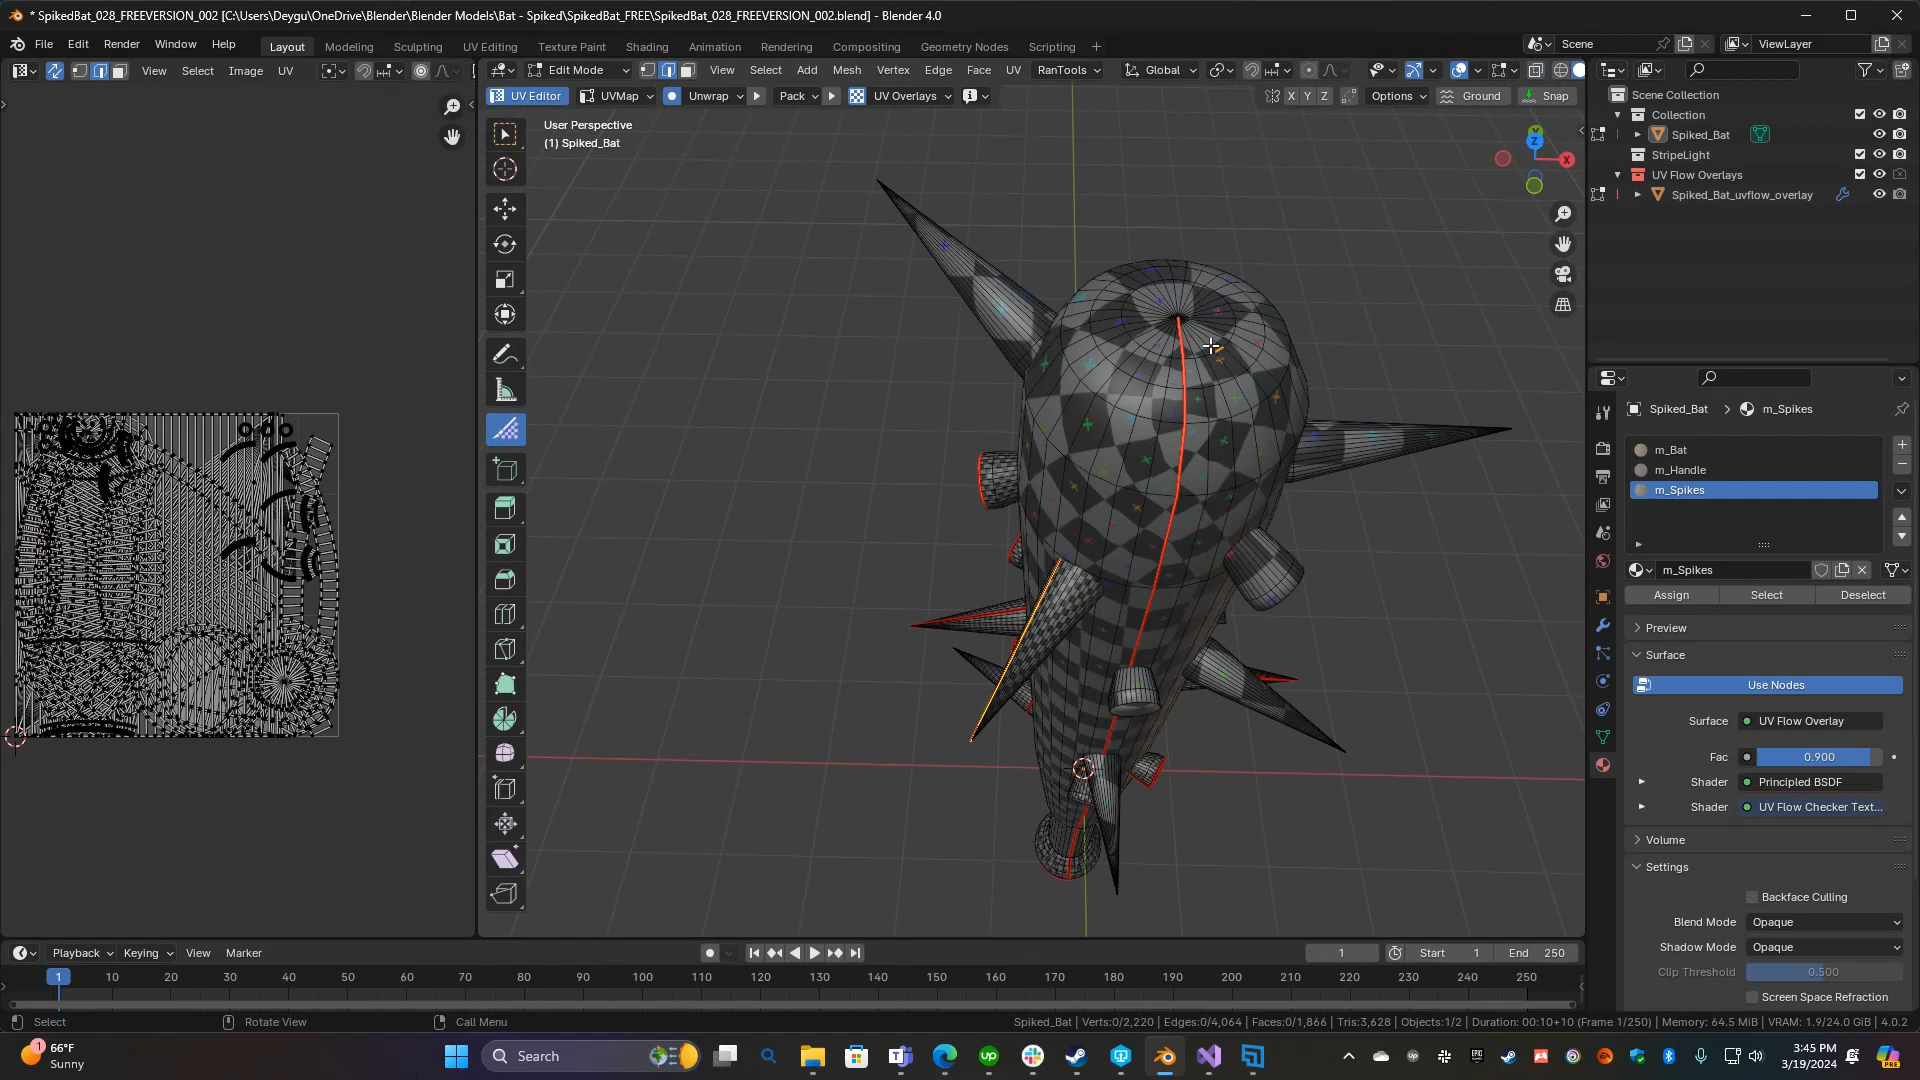 * SpikedBat_028_FREEVERSION_002 [C:\Users\Deygu\OneDrive\Blender\Blender Models\Bat - Spiked\SpikedBat_FREE\SpikedBat_028_FREEVERSION_002.blend] - Blender 4.0
File Edit Render Window Help Layout Modeling Sculpting UV Editing Texture Paint Shading Animation Rendering Compositing Geometry Nodes Scripting + Scene ViewLayer
View Select Image UV Edit Mode View Select Add Mesh Vertex Edge Face UV RanTools Global
UV Editor UVMap Unwrap Pack UV Overlays X Y Z Options Ground Snap
User Perspective
(1) Spiked_Bat
Z
X
Scene Collection
Collection
Spiked_Bat
StripeLight
UV Flow Overlays
Spiked_Bat_uvflow_overlay
Spiked_Bat > m_Spikes
m_Bat
m_Handle
m_Spikes
m_Spikes
Assign Select Deselect
Preview
Surface
Use Nodes
Surface UV Flow Overlay
Fac 0.900
Shader Principled BSDF
Shader UV Flow Checker Text...
Volume
Settings
Backface Culling
Blend Mode Opaque
Shadow Mode Opaque
Clip Threshold 0.500
Screen Space Refraction
Playback Keying View Marker 1 Start 1 End 250
1 10 20 30 40 50 60 70 80 90 100 110 120 130 140 150 160 170 180 190 200 210 220 230 240 250
Select Rotate View Call Menu Spiked_Bat | Verts:0/2,220 | Edges:0/4,064 | Faces:0/1,866 | Tris:3,628 | Objects:1/2 | Duration: 00:10+10 (Frame 1/250) | Memory: 64.5 MiB | VRAM: 1.9/24.0 GiB | 4.0.2
1
66°F
Sunny
Search
3:45 PM
3/19/2024